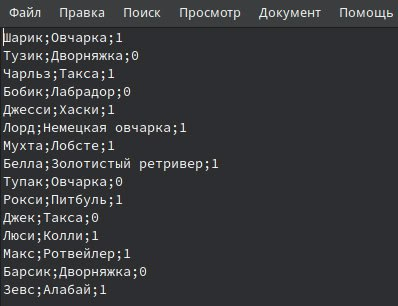 Файл Правка Поиск Просмотр Документ Помощь
Шарик;Овчарка;1
Тузик;Дворняжка;0
Чарльз;Такса;1
Бобик;Лабрадор;0
Джесси;Хаски;1
Лорд;Немецкая овчарка;1
Мухта;Лобсте;1
Белла;Золотистый ретривер;1
Тупак;Овчарка;0
Рокси;Питбуль;1
Джек;Такса;0
Люси;Колли;1
Макс;Ротвейлер;1
Барсик;Дворняжка;0
Зевс;Алабай;1